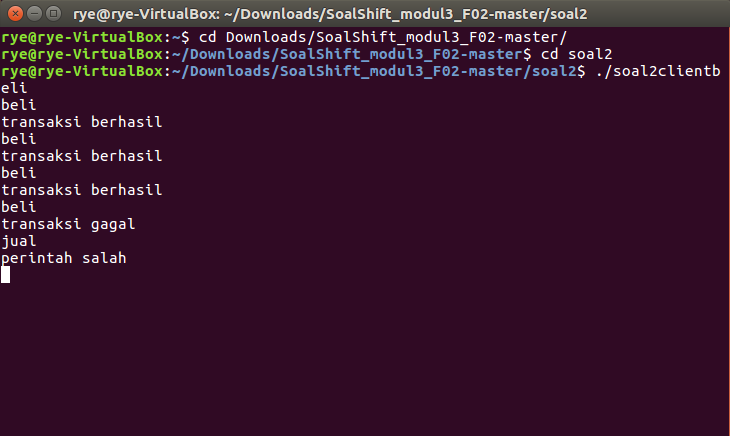 rye@rye-VirtualBox: ~/Downloads/SoalShift_modul3_F02-master/soal2
rye@rye-VirtualBox:~$ cd Downloads/SoalShift_modul3_F02-master/
rye@rye-VirtualBox:~/Downloads/SoalShift_modul3_F02-master$ cd soal2
rye@rye-VirtualBox:~/Downloads/SoalShift_modul3_F02-master/soal2$ ./soal2clientb
eli
beli
transaksi berhasil
beli
transaksi berhasil
beli
transaksi berhasil
beli
transaksi gagal
jual
perintah salah